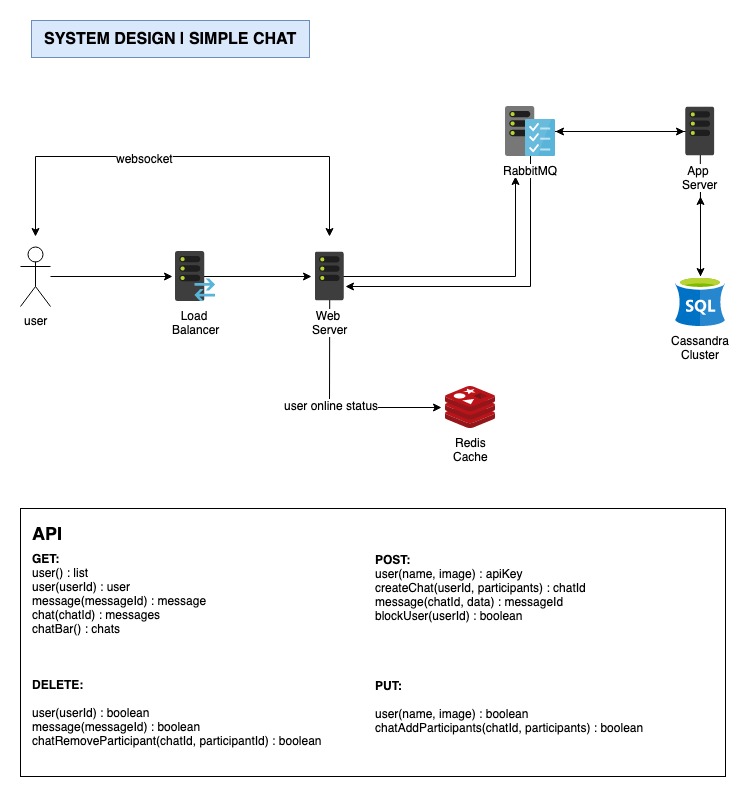 SYSTEM DESIGN | SIMPLE CHAT
websocket
RabbitMQ
App
Server
user
Load
Balancer
Web
Server
SQL
Cassandra
Cluster
user online status
Redis
Cache
API
GET:
user() : list
user(userId) : user
message(messageId) : message
chat(chatId) : messages
chatBar() : chats
POST:
user(name, image) : apiKey
createChat(userId, participants) : chatId
message(chatId, data) : messageId
blockUser(userId) : boolean
DELETE:
user(userId) : boolean
message(messageId) : boolean
chatRemoveParticipant(chatId, participantId) : boolean
PUT:
user(name, image) : boolean
chatAddParticipants(chatId, participants) : boolean